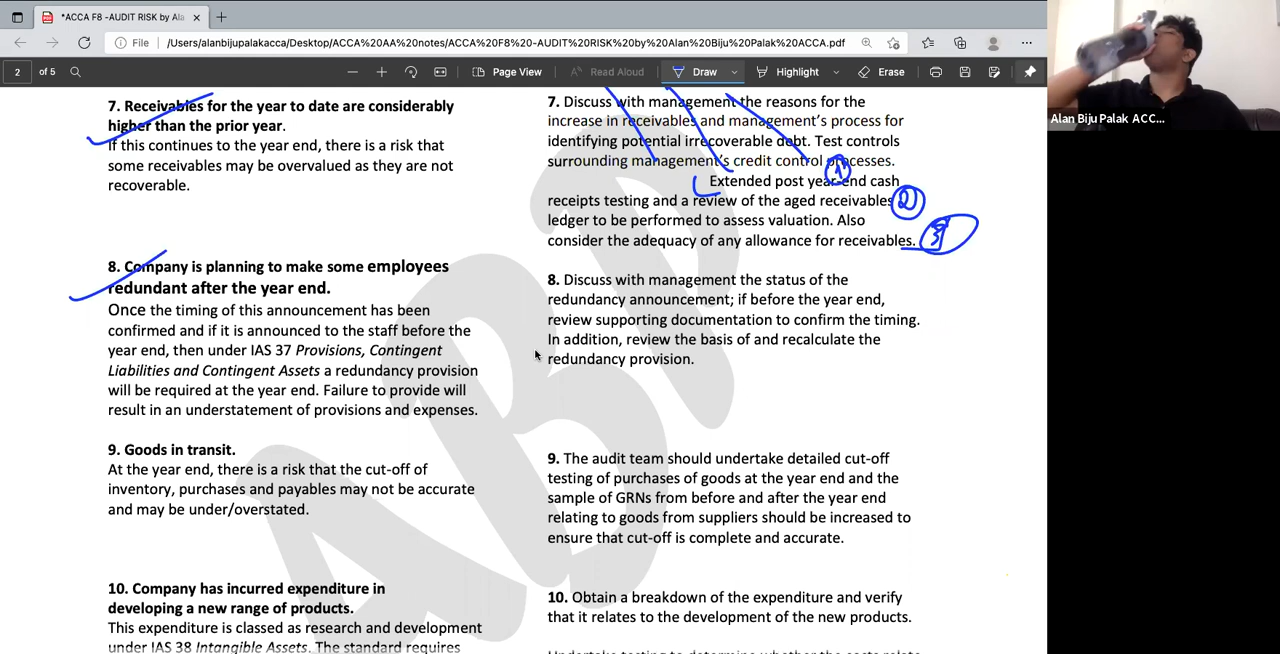 *ACCA F8 -AUDIT RISK by Ala
File
/Users/alanbijupalakacca/Desktop/ACCA%20AA%20notes/ACCA%20F8%20-AUDIT%20RISK%20by%20Alan%20Biju%20Palak%20ACCA.pdf
2 of 5
Page View
Read Aloud
Draw
Highlight
Erase
Alan Biju Palak ACC...
7. Receivables for the year to date are considerably
higher than the prior year.
If this continues to the year end, there is a risk that
some receivables may be overvalued as they are not
recoverable.
8. Company is planning to make some employees
redundant after the year end.
Once the timing of this announcement has been
confirmed and if it is announced to the staff before the
year end, then under IAS 37 Provisions, Contingent
Liabilities and Contingent Assets a redundancy provision
will be required at the year end. Failure to provide will
result in an understatement of provisions and expenses.
9. Goods in transit.
At the year end, there is a risk that the cut-off of
inventory, purchases and payables may not be accurate
and may be under/overstated.
10. Company has incurred expenditure in
developing a new range of products.
This expenditure is classed as research and development
under IAS 38 Intangible Assets. The standard requires
7. Discuss with management the reasons for the
increase in receivables and management's process for
identifying potential irrecoverable debt. Test controls
surrounding management's credit control processes.
1
Extended post year-end cash
receipts testing and a review of the aged receivables
2
ledger to be performed to assess valuation. Also
consider the adequacy of any allowance for receivables.
3
8. Discuss with management the status of the
redundancy announcement; if before the year end,
review supporting documentation to confirm the timing.
In addition, review the basis of and recalculate the
redundancy provision.
9. The audit team should undertake detailed cut-off
testing of purchases of goods at the year end and the
sample of GRNs from before and after the year end
relating to goods from suppliers should be increased to
ensure that cut-off is complete and accurate.
10. Obtain a breakdown of the expenditure and verify
that it relates to the development of the new products.
Undertake testing to determine whether the costs relate
ABP